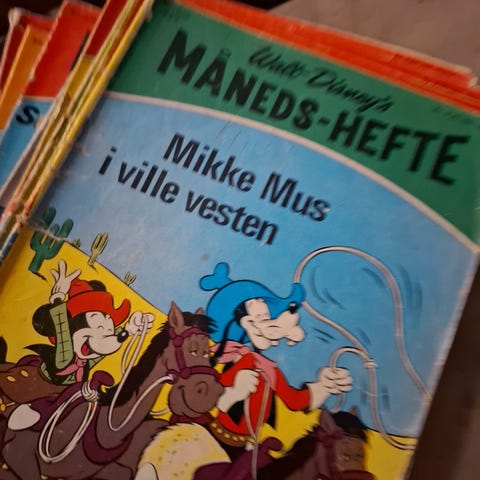 Walt Disney's
MÅNEDS-HEFTE
Mikke Mus
i ville vesten